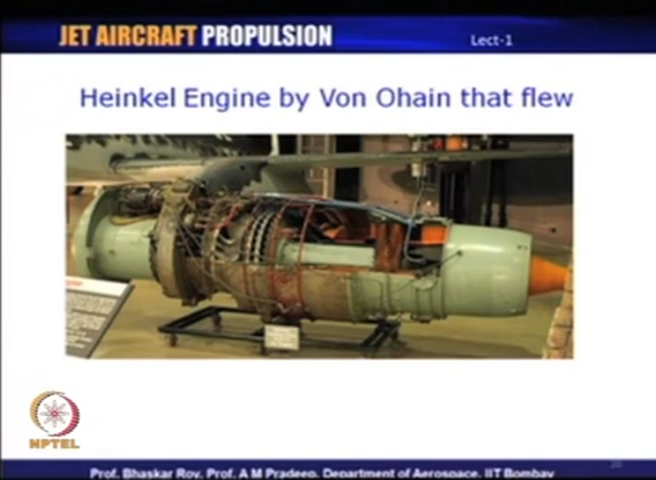 JET AIRCRAFT PROPULSION
Lect-1
Heinkel Engine by Von Ohain that flew
NPTEL
Prof. Bhaskar Roy, Prof. A M Pradeep, Department of Aerospace, IIT Bombay